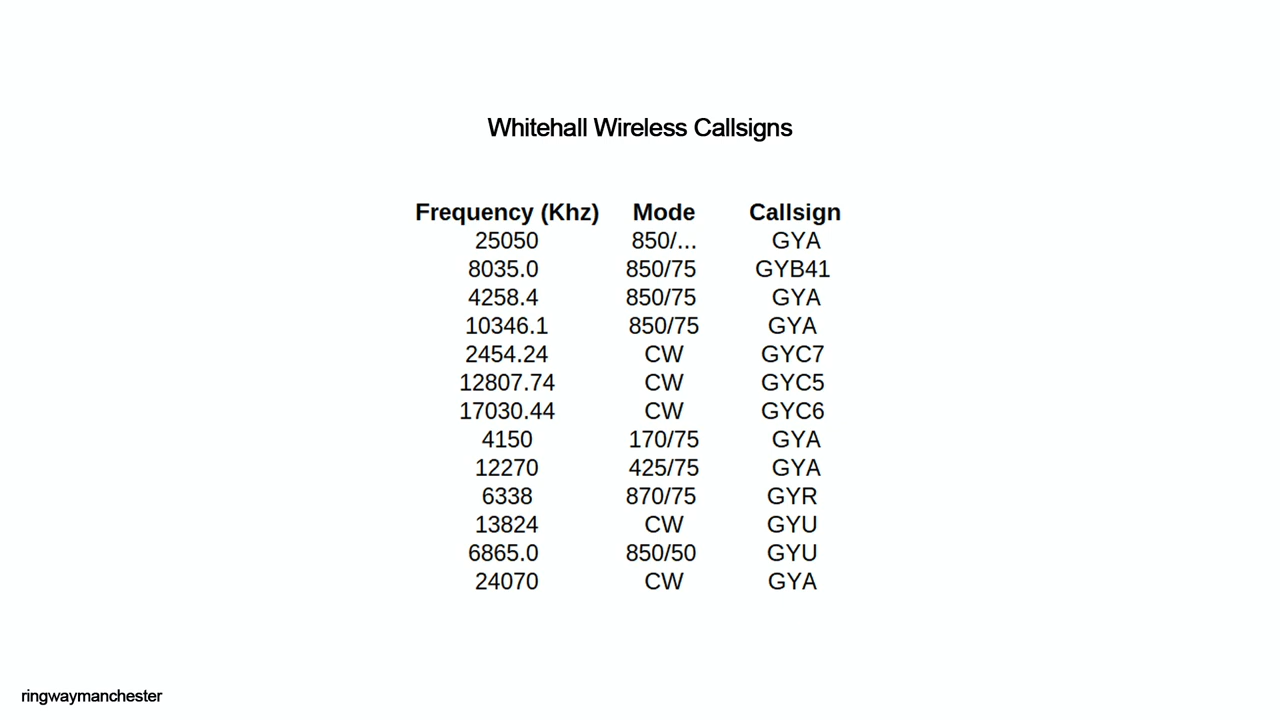 Whitehall Wireless Callsigns
Frequency (Khz) Mode Callsign
25050 850/... GYA
8035.0 850/75 GYB41
4258.4 850/75 GYA
10346.1 850/75 GYA
2454.24 CW GYC7
12807.74 CW GYC5
17030.44 CW GYC6
4150 170/75 GYA
12270 425/75 GYA
6338 870/75 GYR
13824 CW GYU
6865.0 850/50 GYU
24070 CW GYA
ringwaymanchester